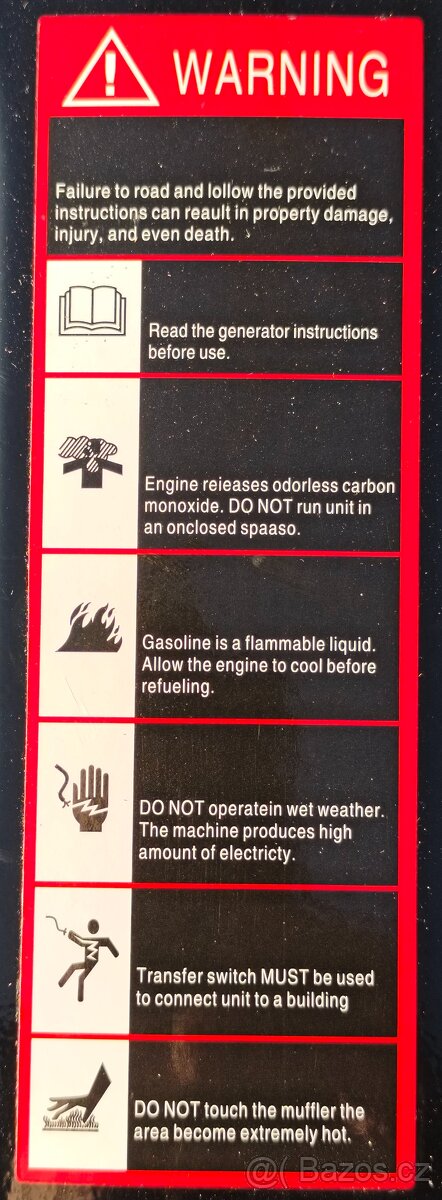 WARNING
Failure to road and lollow the provided
instructions can reault in property damage,
injury, and even death.
Read the generator instructions
before use.
Engine reieases odorless carbon
monoxide. DO NOT run unit in
an onclosed spaaso.
Gasoline is a flammable liquid.
Allow the engine to cool before
refueling.
DO NOT operatein wet weather.
The machine produces high
amount of electricty.
Transfer switch MUST be used
to connect unit to a building
DO NOT touch the muffler the
area become extremely hot.
Bazos.cz